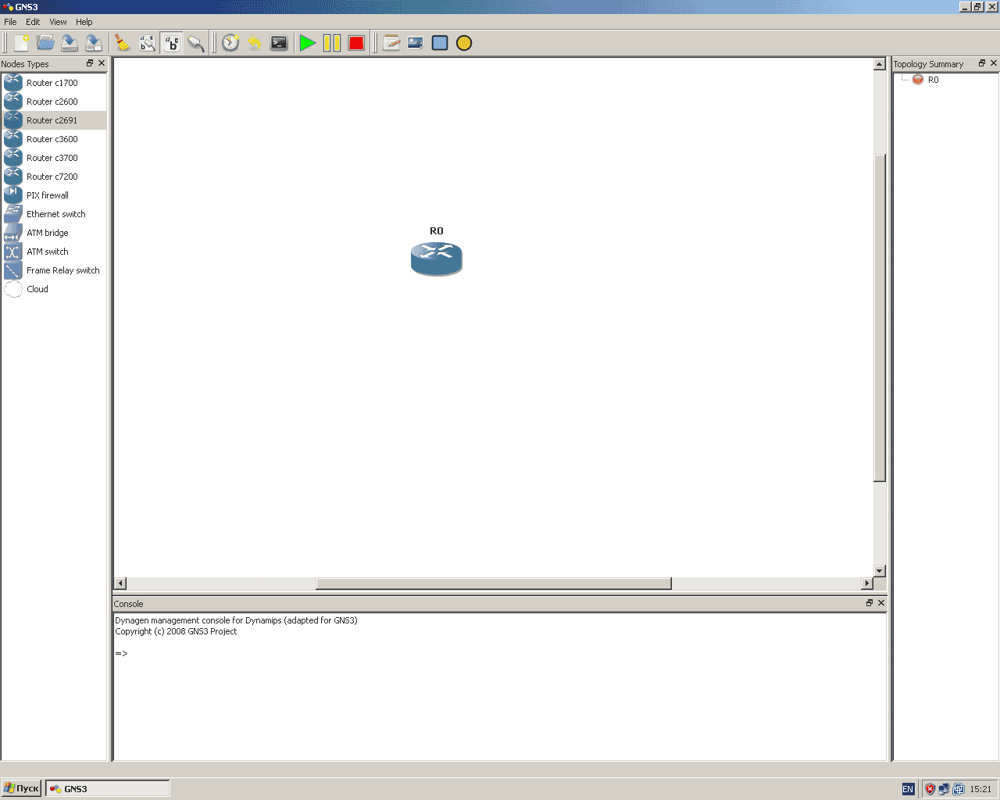 GNS3
File Edit View Help
Nodes Types
Router c1700
Router c2600
Router c2691
Router c3600
Router c3700
Router c7200
PIX firewall
Ethernet switch
ATM bridge
ATM switch
Frame Relay switch
Cloud
R0
Topology Summary
R0
Console
Dynagen management console for Dynamips (adapted for GNS3)
Copyright (c) 2008 GNS3 Project
=>
Пуск
GNS3
EN
15:21